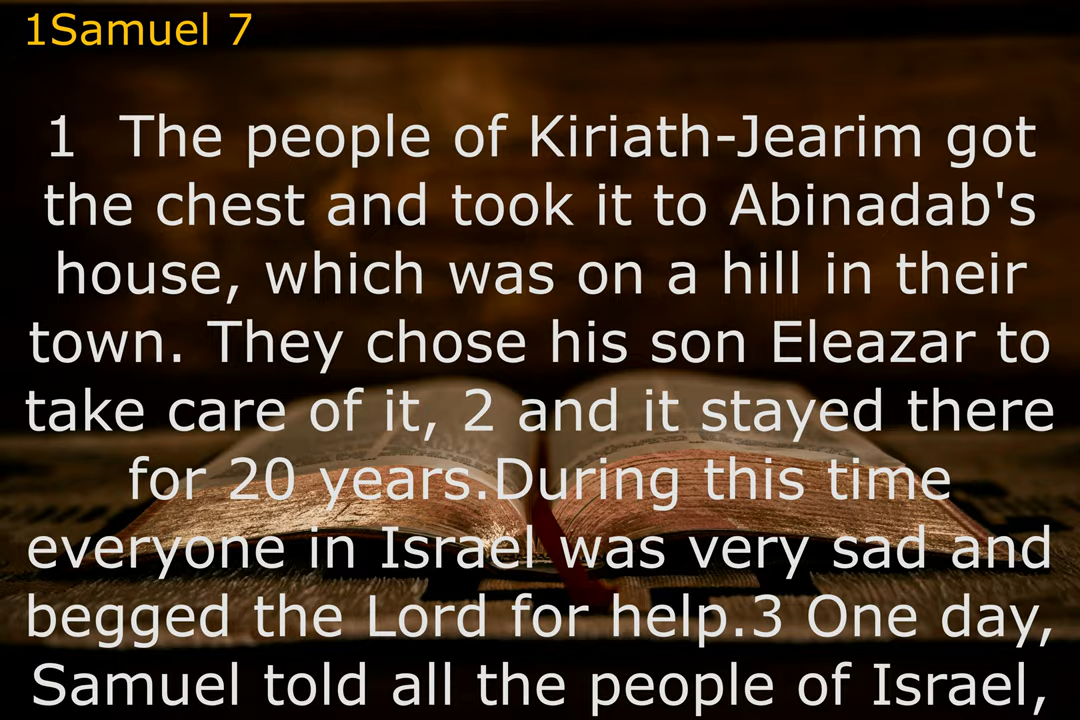 1Samuel 7
1 The people of Kiriath-Jearim got
the chest and took it to Abinadab's
house, which was on a hill in their
town. They chose his son Eleazar to
take care of it, 2 and it stayed there
for 20 years.During this time
everyone in Israel was very sad and
begged the Lord for help.3 One day,
Samuel told all the people of Israel,